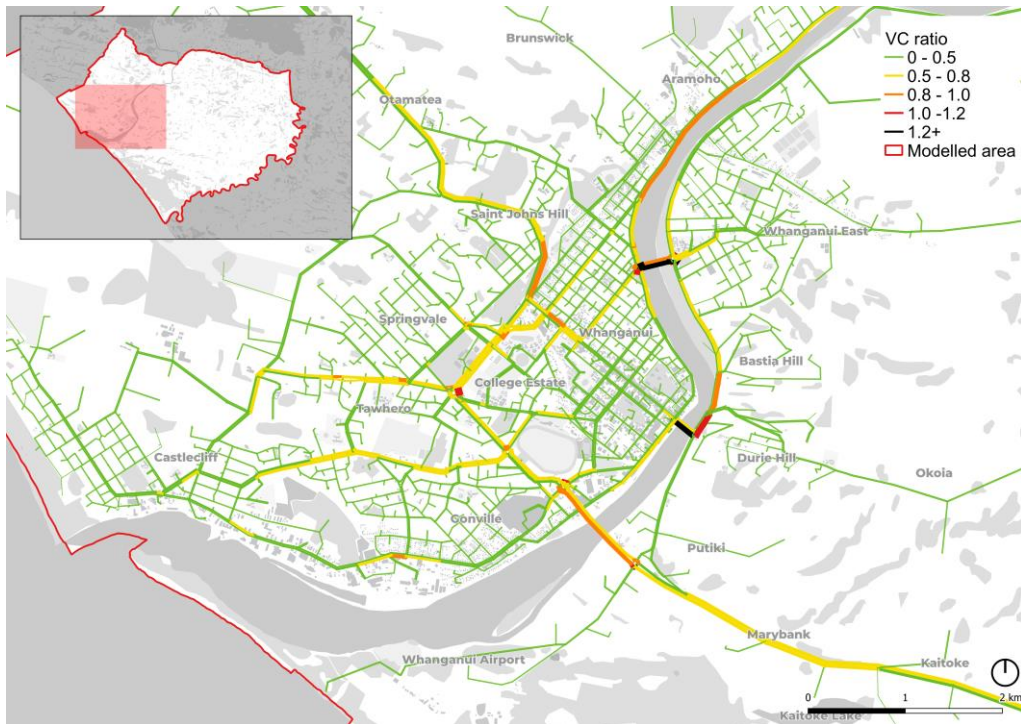 Brunswick
VC ratio
0 - 0.5
0.5 - 0.8
0.8 - 1.0
1.0 -1.2
1.2+
Modelled area
Aramoho
Otamatea
Saint Johns Hill
Whanganui East
Springvale
Whanganui
Bastia Hill
College Estate
Tawhero
Castlecliff
Durie Hill
Okoia
Gonville
Putiki
Marybank
Whanganui Airport
Kaitoke
0 1 2 km
Kaitoke Lake